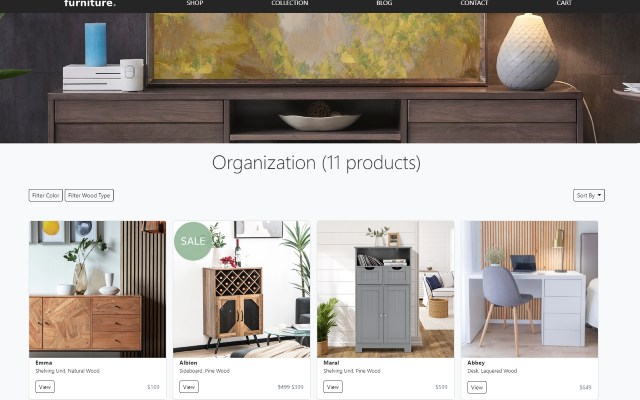 furniture.
SHOP COLLECTION BLOG CONTACT CART
Organization (11 products)
Filter Color Filter Wood Type Sort By
SALE
Emma
Shelving Unit, Natural Wood
View $169
Albion
Sideboard, Pine Wood
View $499 $399
Maral
Shelving Unit, Pine Wood
View $599
Abbey
Desk, Laquered Wood
View $649